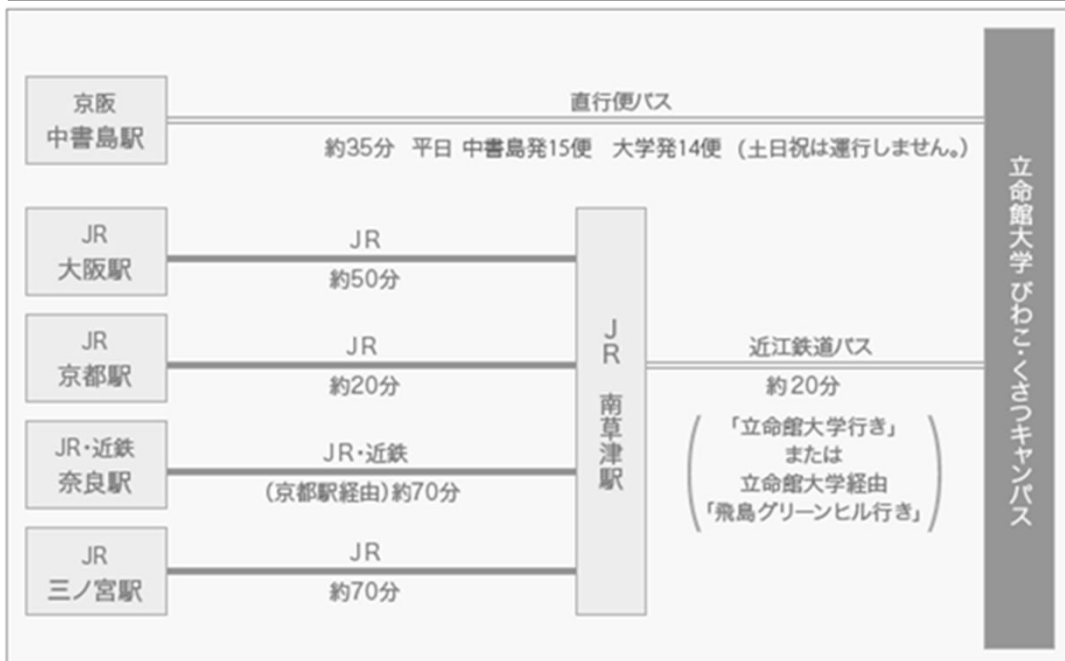 京阪
中書島駅
直行便バス
約35分 平日 中書島発15便 大学発14便 (土日祝は運行しません。)
JR
大阪駅
JR
約50分
JR
京都駅
JR
約20分
JR・近鉄
奈良駅
JR・近鉄
(京都駅経由)約70分
JR
三ノ宮駅
JR
約70分
JR 南草津駅
近江鉄道バス
約20分
「立命館大学行き」
または
立命館大学経由
「飛島グリーンヒル行き」
立命館大学 びわこ・くさつキャンパス